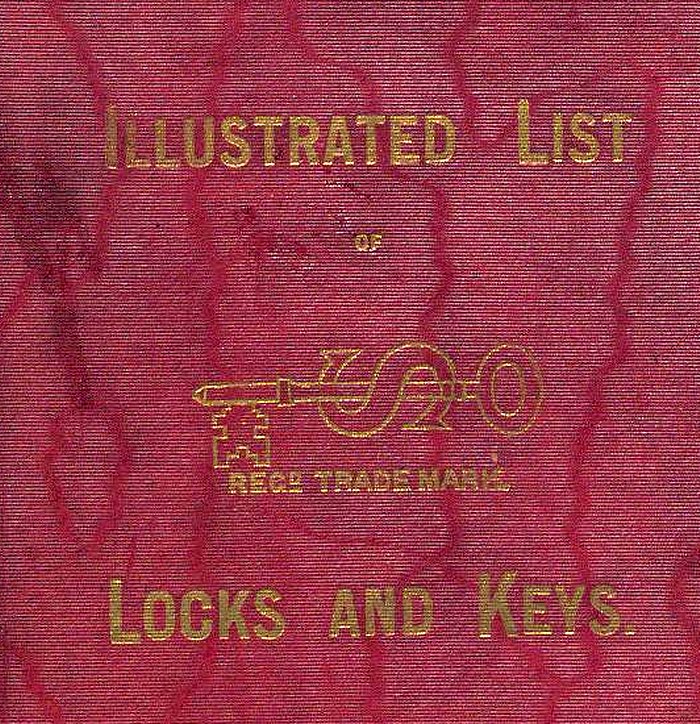 ILLUSTRATED LIST
OF
S
REGD TRADE MARK.
LOCKS AND KEYS.